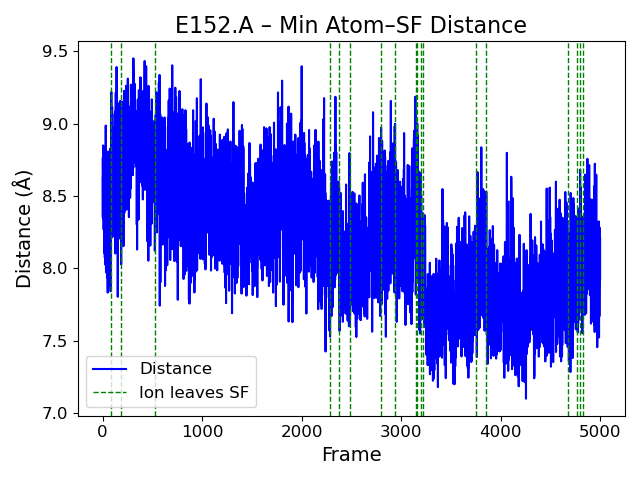 E152.A – Min Atom–SF Distance
Distance (Å)
9.5
9.0
8.5
8.0
7.5
7.0
Distance
Ion leaves SF
0
1000
2000
3000
4000
5000
Frame